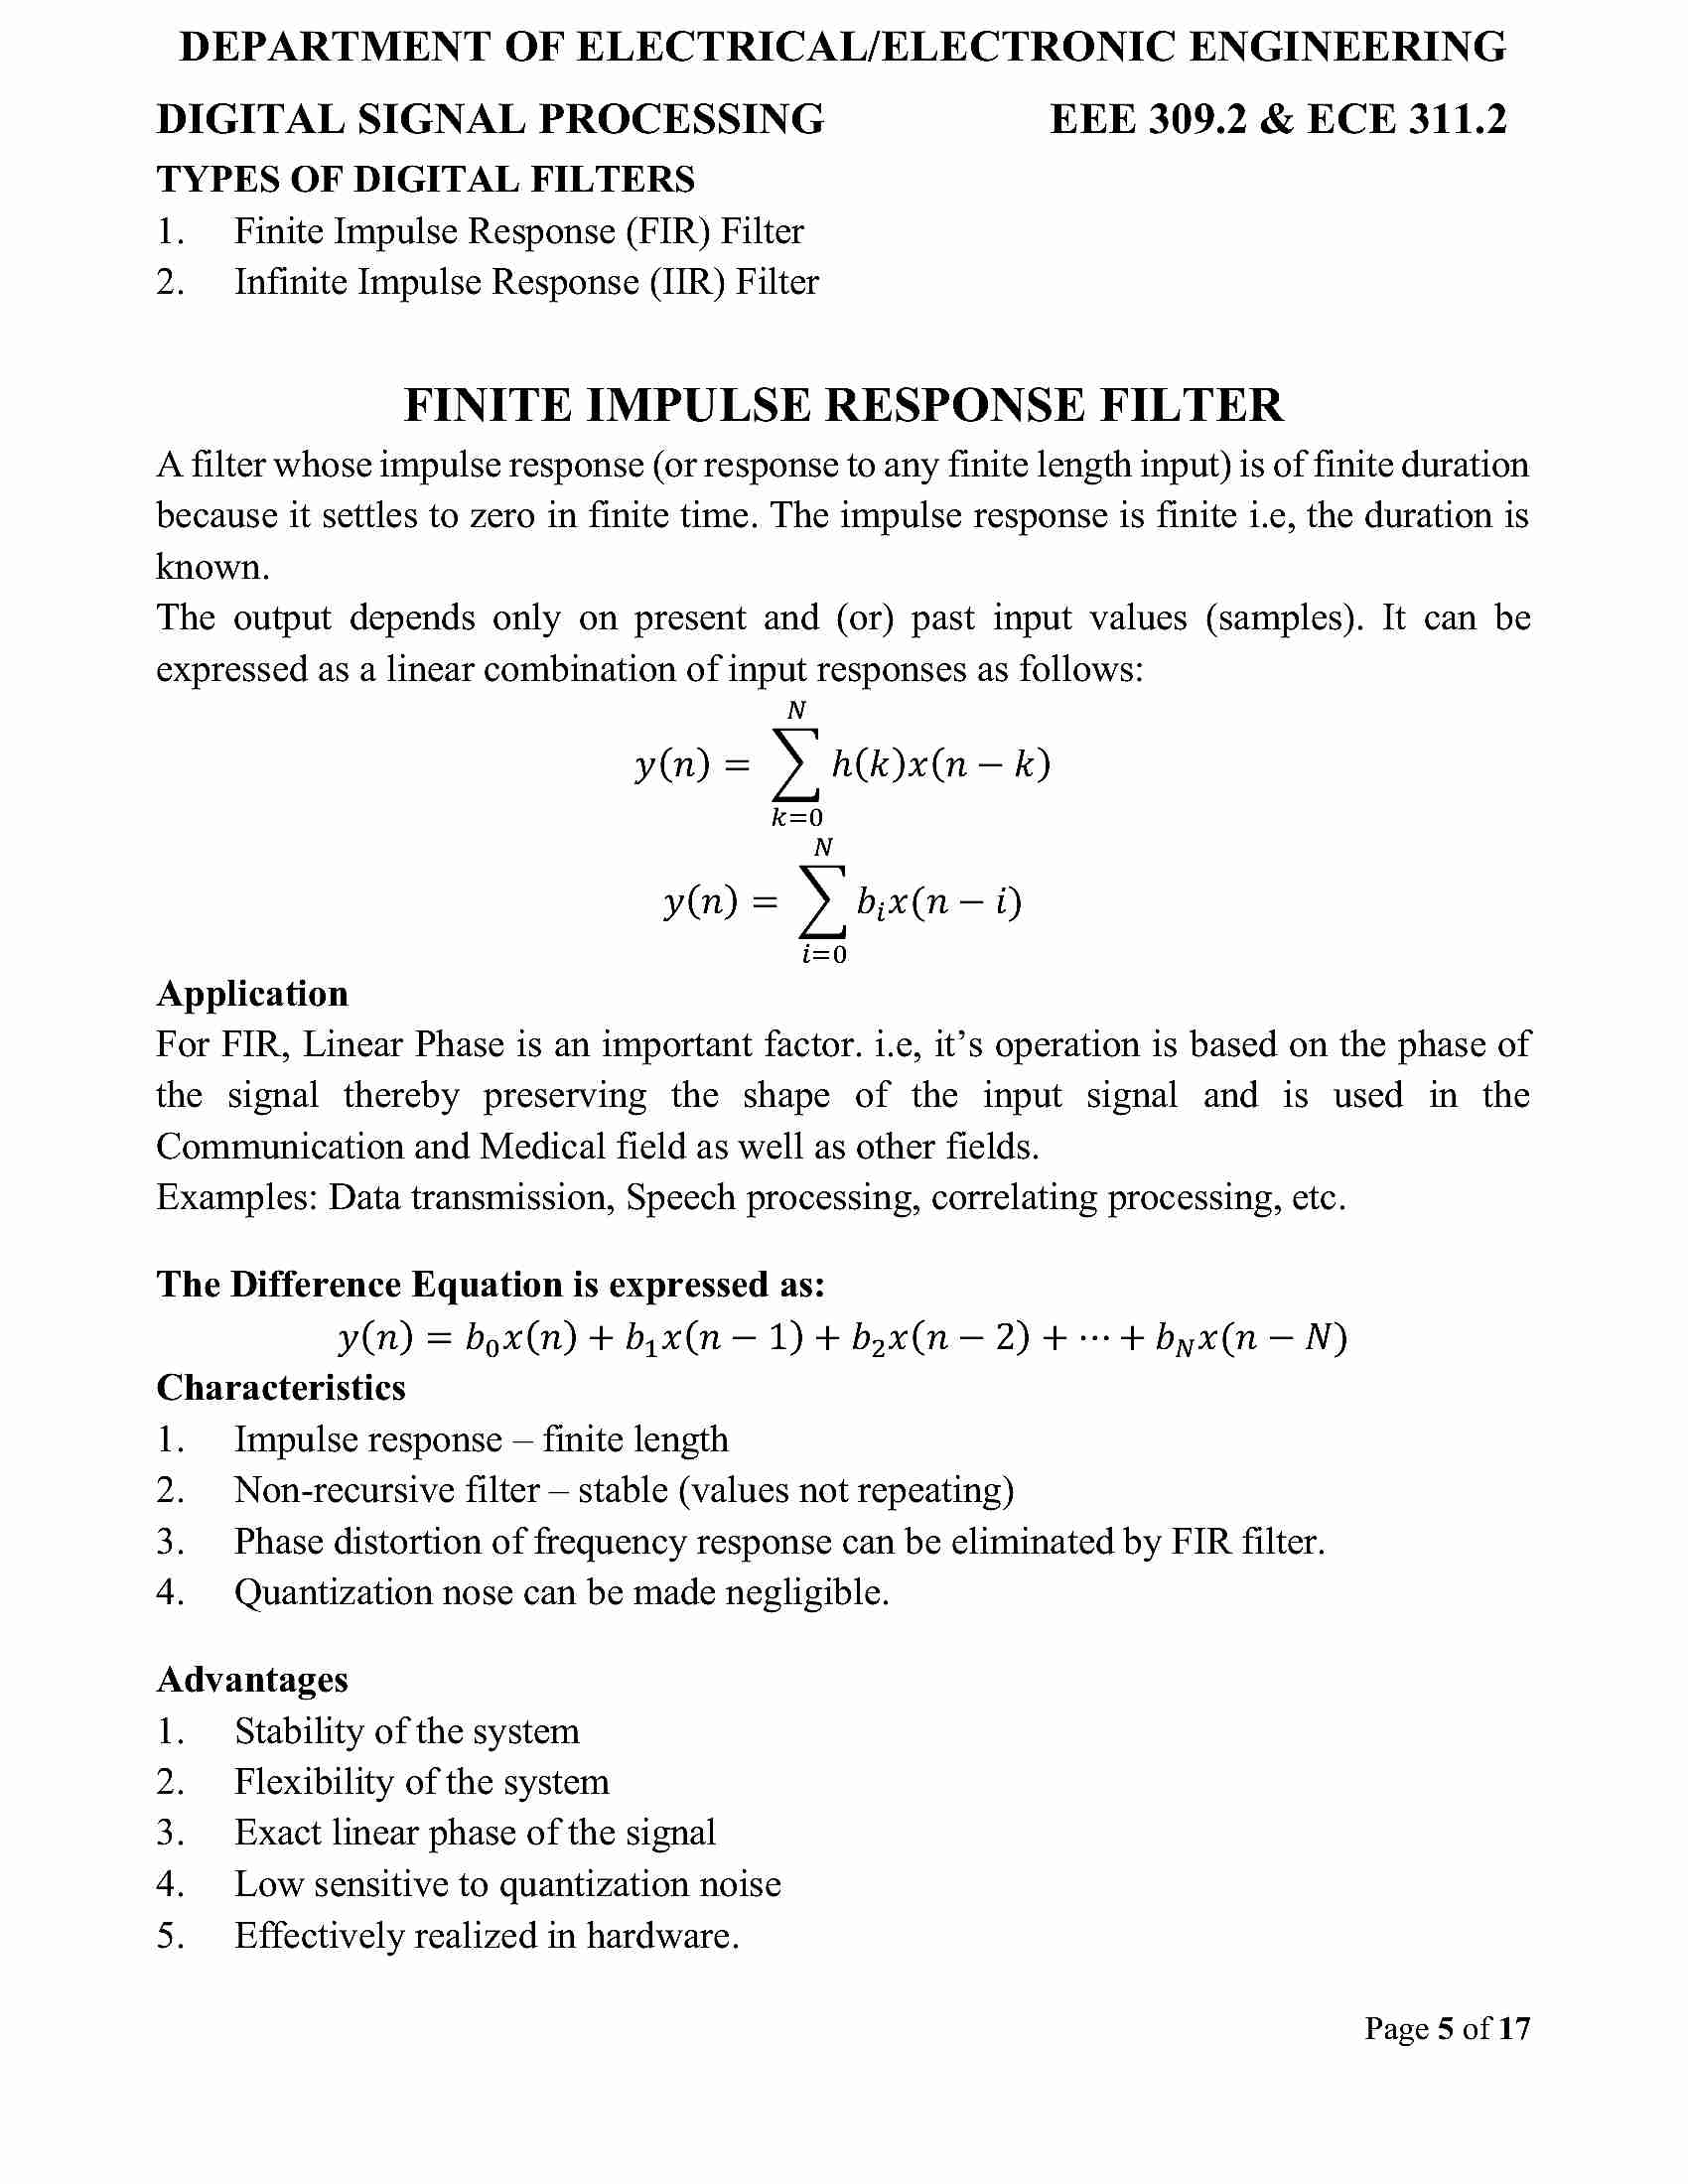 DEPARTMENT OF ELECTRICAL/ELECTRONIC ENGINEERING
DIGITAL SIGNAL PROCESSING EEE 309.2 & ECE 311.2
TYPES OF DIGITAL FILTERS
1. Finite Impulse Response (FIR) Filter
2. Infinite Impulse Response (IIR) Filter
FINITE IMPULSE RESPONSE FILTER
A filter whose impulse response (or response to any finite length input) is of finite duration
because it settles to zero in finite time. The impulse response is finite i.e, the duration is
known.
The output depends only on present and (or) past input values (samples). It can be
expressed as a linear combination of input responses as follows:
y(n) = ∑_{k=0}^{N} h(k)x(n − k)
y(n) = ∑_{i=0}^{N} b_i x(n − i)
Application
For FIR, Linear Phase is an important factor. i.e, it’s operation is based on the phase of
the signal thereby preserving the shape of the input signal and is used in the
Communication and Medical field as well as other fields.
Examples: Data transmission, Speech processing, correlating processing, etc.
The Difference Equation is expressed as:
y(n) = b₀x(n) + b₁x(n − 1) + b₂x(n − 2) + ⋯ + b_N x(n − N)
Characteristics
1. Impulse response – finite length
2. Non-recursive filter – stable (values not repeating)
3. Phase distortion of frequency response can be eliminated by FIR filter.
4. Quantization nose can be made negligible.
Advantages
1. Stability of the system
2. Flexibility of the system
3. Exact linear phase of the signal
4. Low sensitive to quantization noise
5. Effectively realized in hardware.
Page 5 of 17